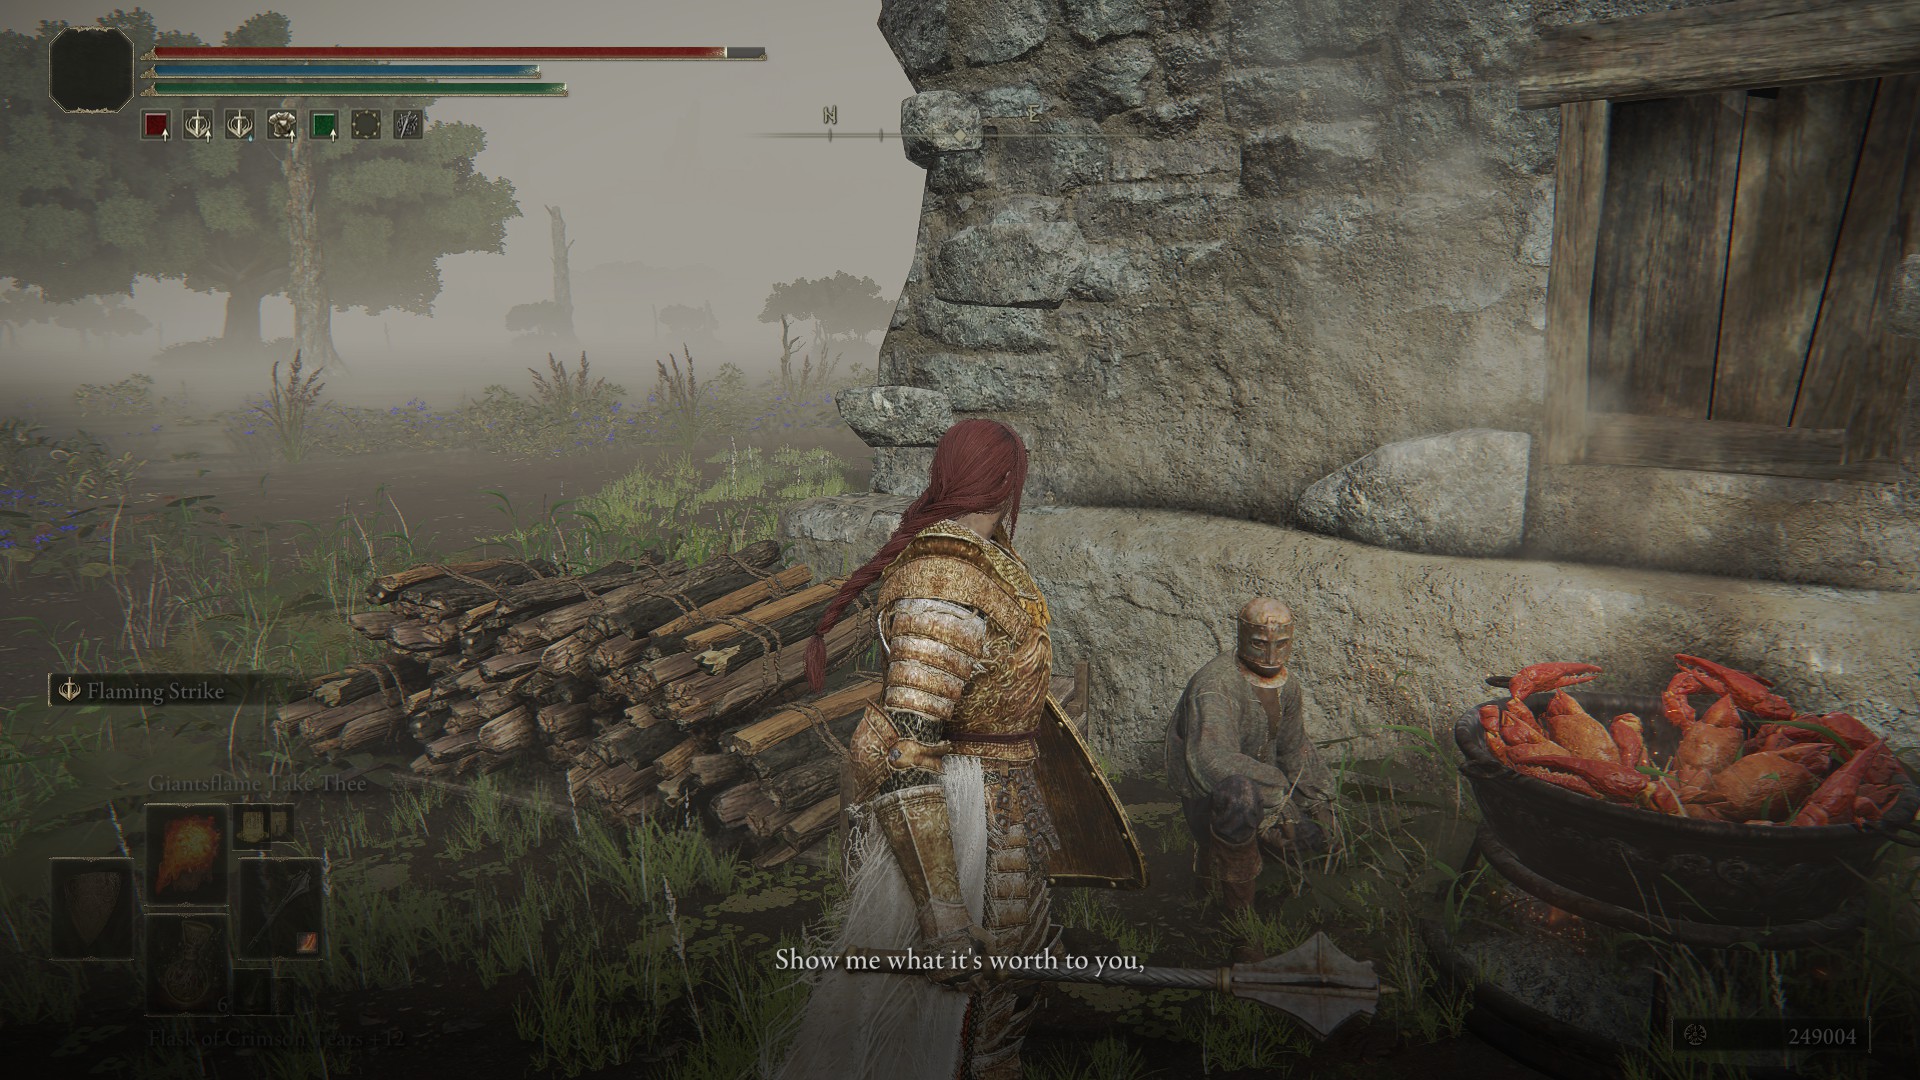 N
E
Flaming Strike
Giantsflame Take Thee
Show me what it's worth to you,
6
Flask of Crimson Tears +12
249004